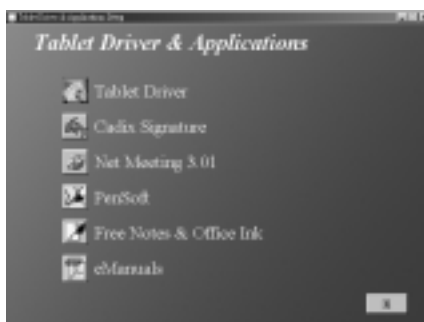 Tablet Driver & Applications
Tablet Driver
Cadix Signature
Net Meeting 3.01
PenSoft
Free Notes & Office Ink
eManuals